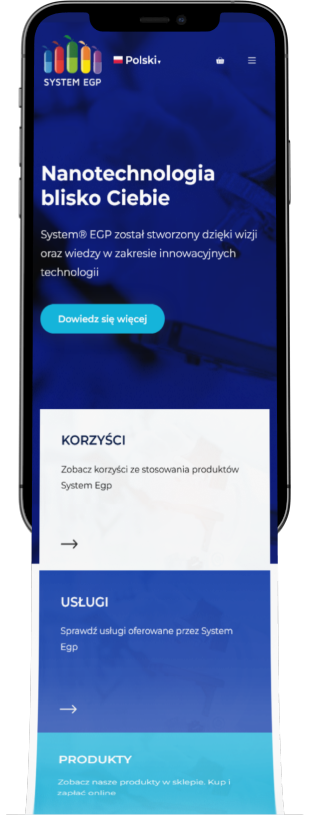 SYSTEM EGP
Polski
Nanotechnologia
blisko Ciebie
System® EGP został stworzony dzięki wizji
oraz wiedzy w zakresie innowacyjnych
technologii
Dowiedz się więcej
KORZYŚCI
Zobacz korzyści ze stosowania produktów
System Egp
USŁUGI
Sprawdź usługi oferowane przez System
Egp
PRODUKTY
Zobacz nasze produkty w sklepie. Kup i
zapłać online